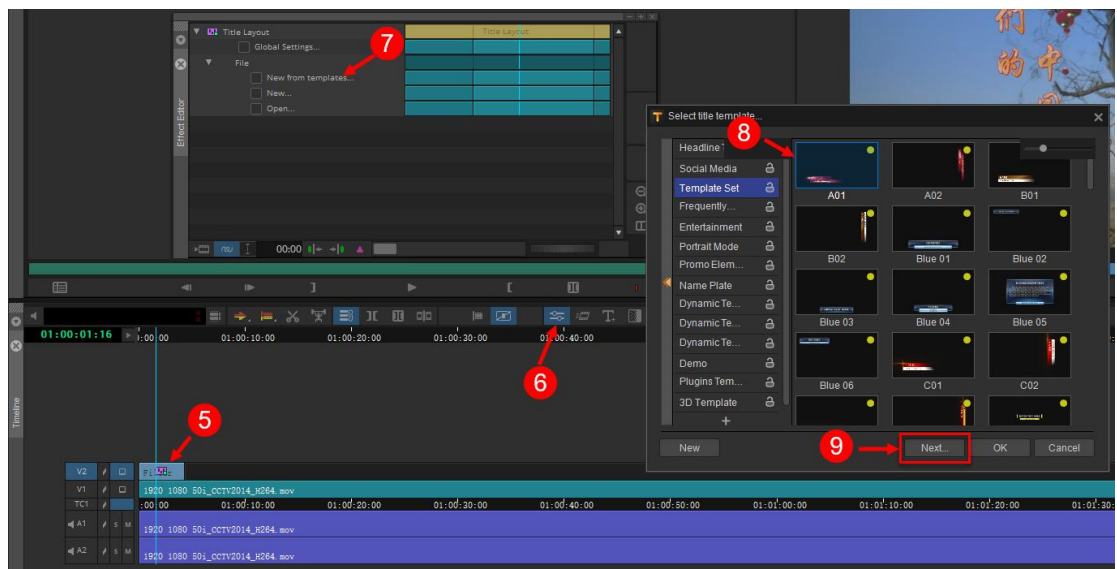 Title Layout
Title Layout
Global Settings...
File
New from templates...
New...
Open...
Effect Editor
00:00
7
们
的
中
国
Select title template...
8
Social Media
Template Set
Frequently...
Entertainment
Portrait Mode
Promo Elem...
Name Plate
Dynamic Te...
Dynamic Te...
Dynamic Te...
Demo
Plugins Tem...
3D Template
+
A01
A02
B01
B02
Blue 01
Blue 02
Blue 03
Blue 04
Blue 05
Blue 06
C01
C02
New
9
Next...
OK
Cancel
01:00:01:16
:00:00
01:00:10:00
01:00:20:00
01:00:30:00
01:00:40:00
6
5
Timeline
V2
V1
1920 1080 50i_CCTV2014_H264.mov
TC1
:00:00
01:00:10:00
01:00:20:00
01:00:30:00
01:00:40:00
01:00:50:00
01:01:00:00
01:01:10:00
01:01:20:00
01:01:30:
A1
S
M
1920 1080 50i_CCTV2014_H264.mov
A2
S
M
1920 1080 50i_CCTV2014_H264.mov